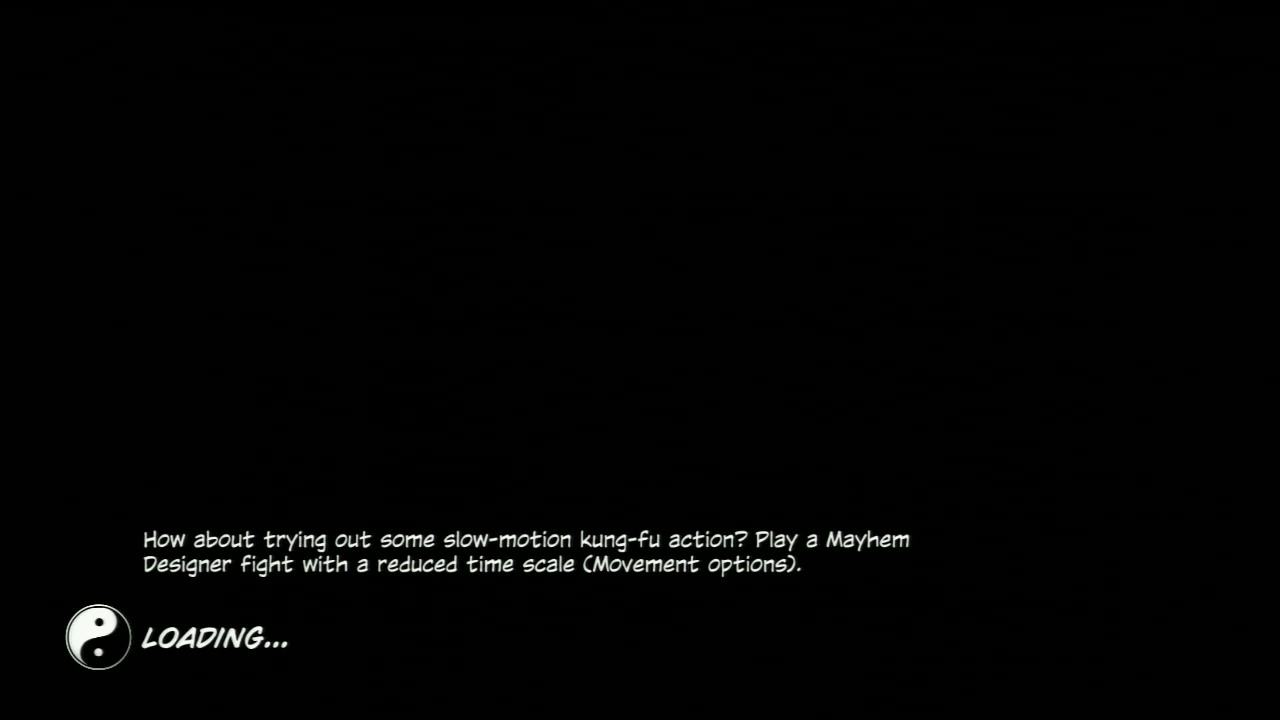 How about trying out some slow-motion kung-fu action? Play a Mayhem
Designer fight with a reduced time scale (Movement options).
LOADING...